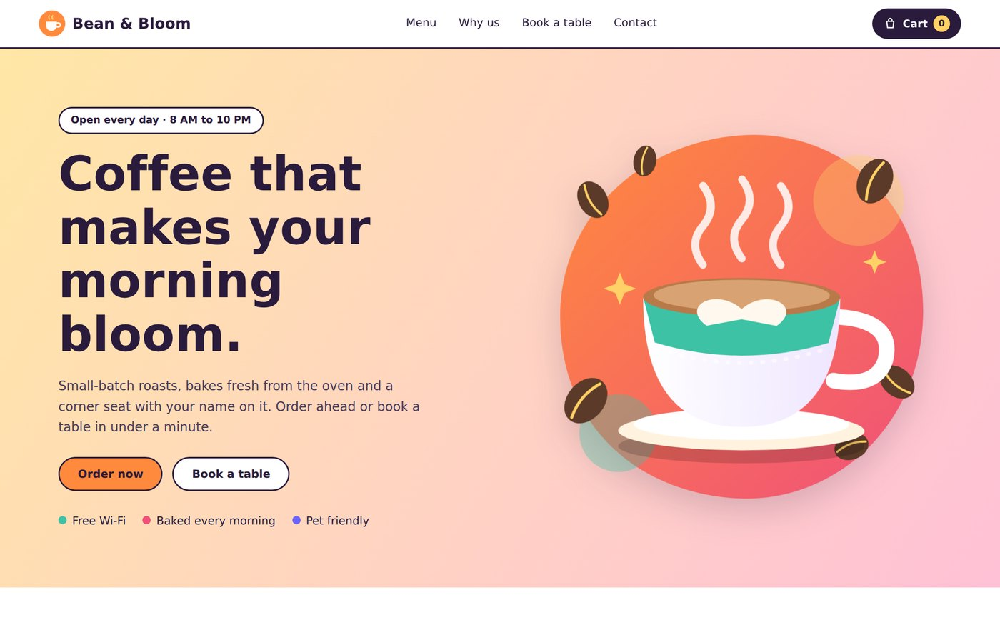 Bean & Bloom
Menu
Why us
Book a table
Contact
Cart 0
Open every day · 8 AM to 10 PM
Coffee that
makes your
morning
bloom.
Small-batch roasts, bakes fresh from the oven and a
corner seat with your name on it. Order ahead or book a
table in under a minute.
Order now
Book a table
Free Wi-Fi
Baked every morning
Pet friendly